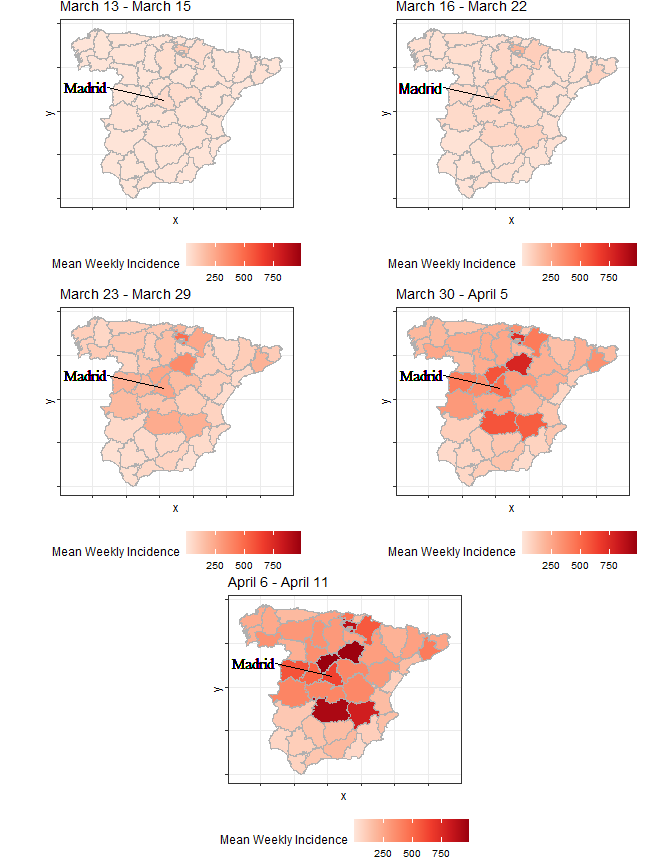 March 13 - March 15
March 16 - March 22
Madrid
Madrid
y
y
x
x
Mean Weekly Incidence
250 500 750
Mean Weekly Incidence
250 500 750
March 23 - March 29
March 30 - April 5
Madrid
Madrid
y
y
x
x
Mean Weekly Incidence
250 500 750
Mean Weekly Incidence
250 500 750
April 6 - April 11
Madrid
y
x
Mean Weekly Incidence
250 500 750